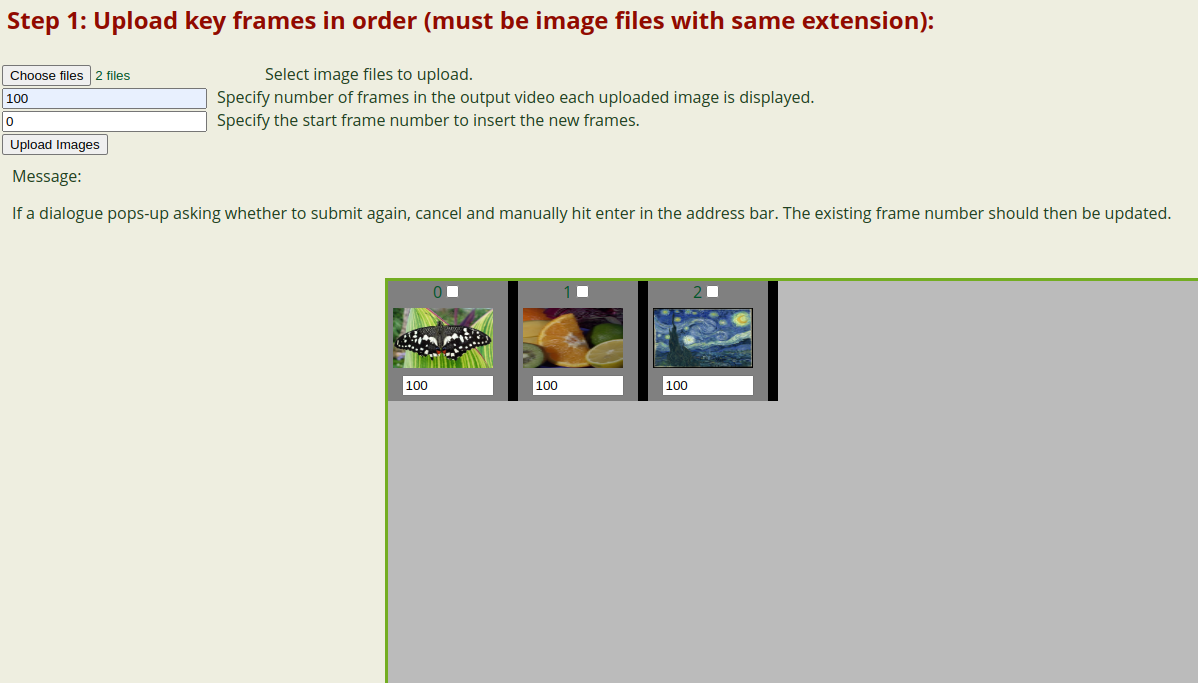 Step 1: Upload key frames in order (must be image files with same extension):
Choose files 2 files Select image files to upload.
100 Specify number of frames in the output video each uploaded image is displayed.
0 Specify the start frame number to insert the new frames.
Upload Images
Message:
If a dialogue pops-up asking whether to submit again, cancel and manually hit enter in the address bar. The existing frame number should then be updated.
0 1 2
100 100 100